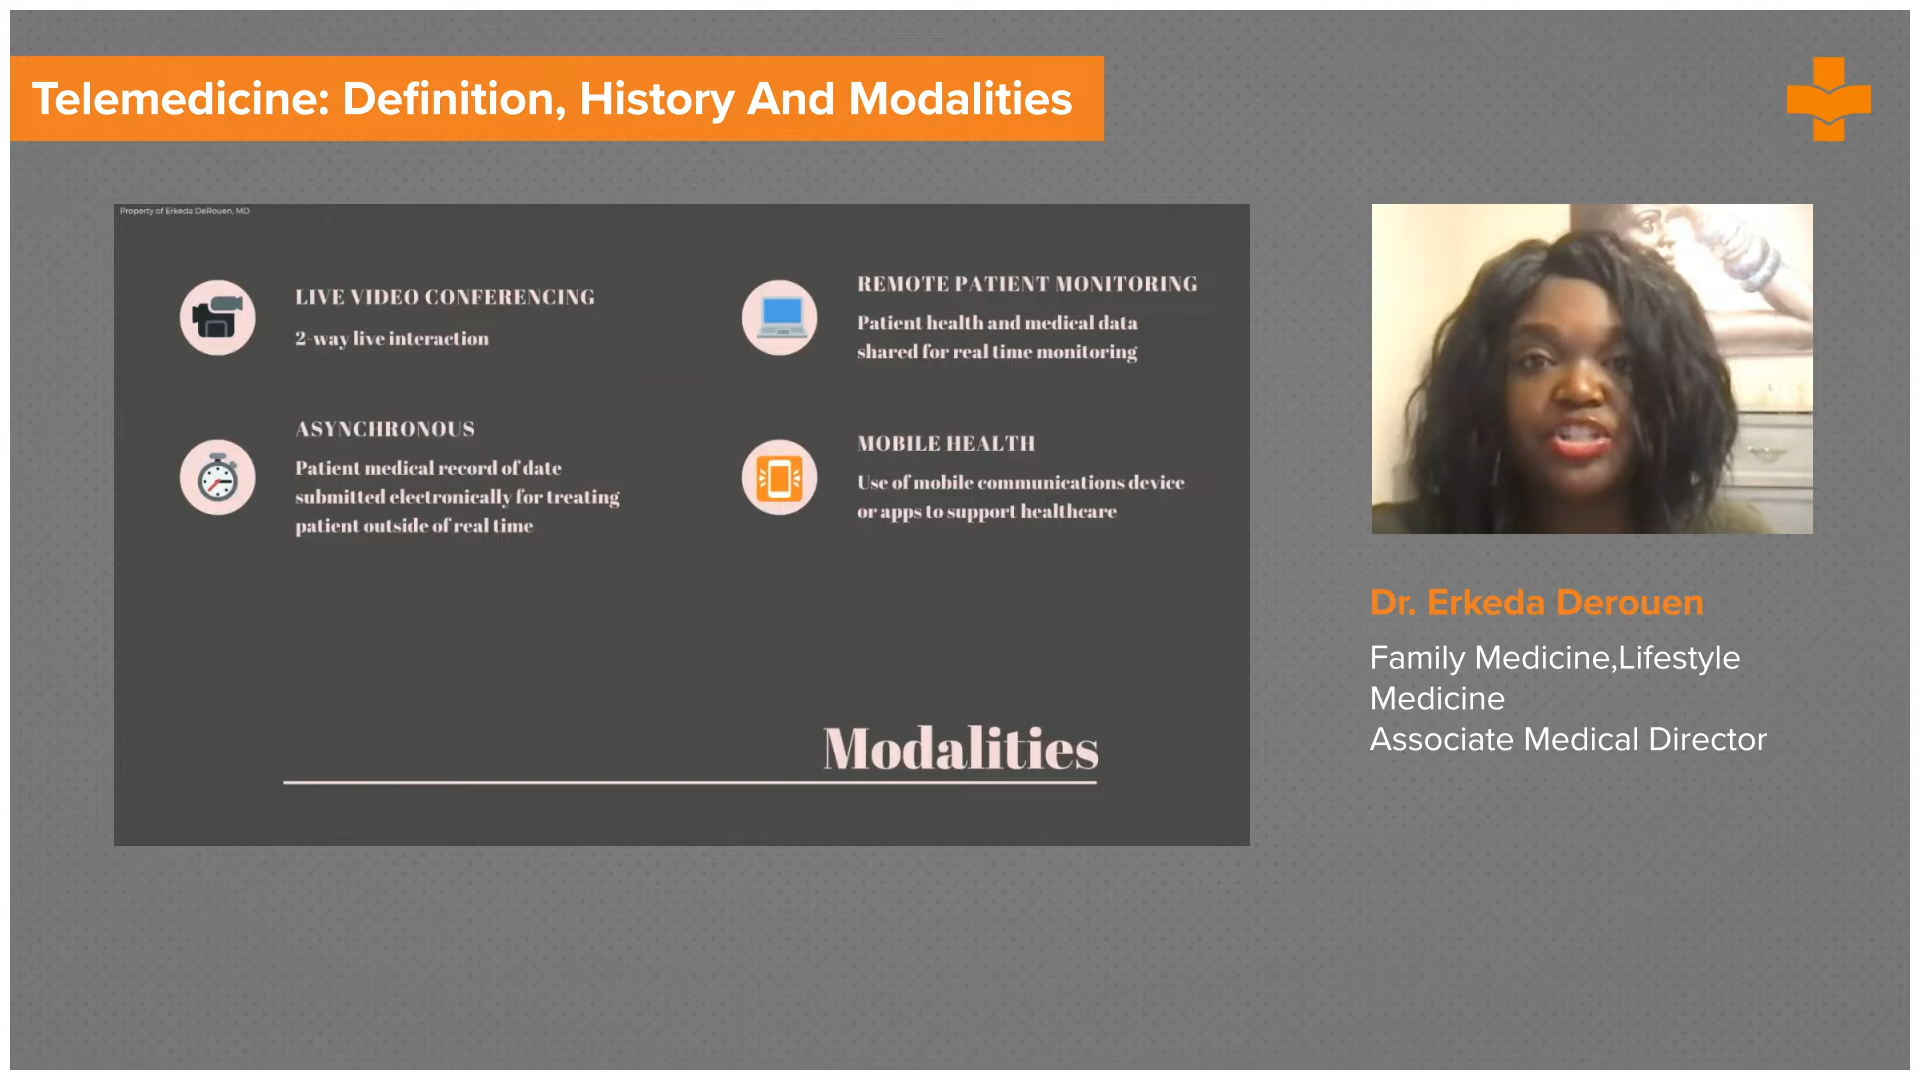 Telemedicine: Definition, History And Modalities
Property of Erkeda DeRouen, MD
LIVE VIDEO CONFERENCING
2-way live interaction
ASYNCHRONOUS
Patient medical record of date
submitted electronically for treating
patient outside of real time
REMOTE PATIENT MONITORING
Patient health and medical data
shared for real time monitoring
MOBILE HEALTH
Use of mobile communications device
or apps to support healthcare
Modalities
Dr. Erkeda Derouen
Family Medicine,Lifestyle
Medicine
Associate Medical Director